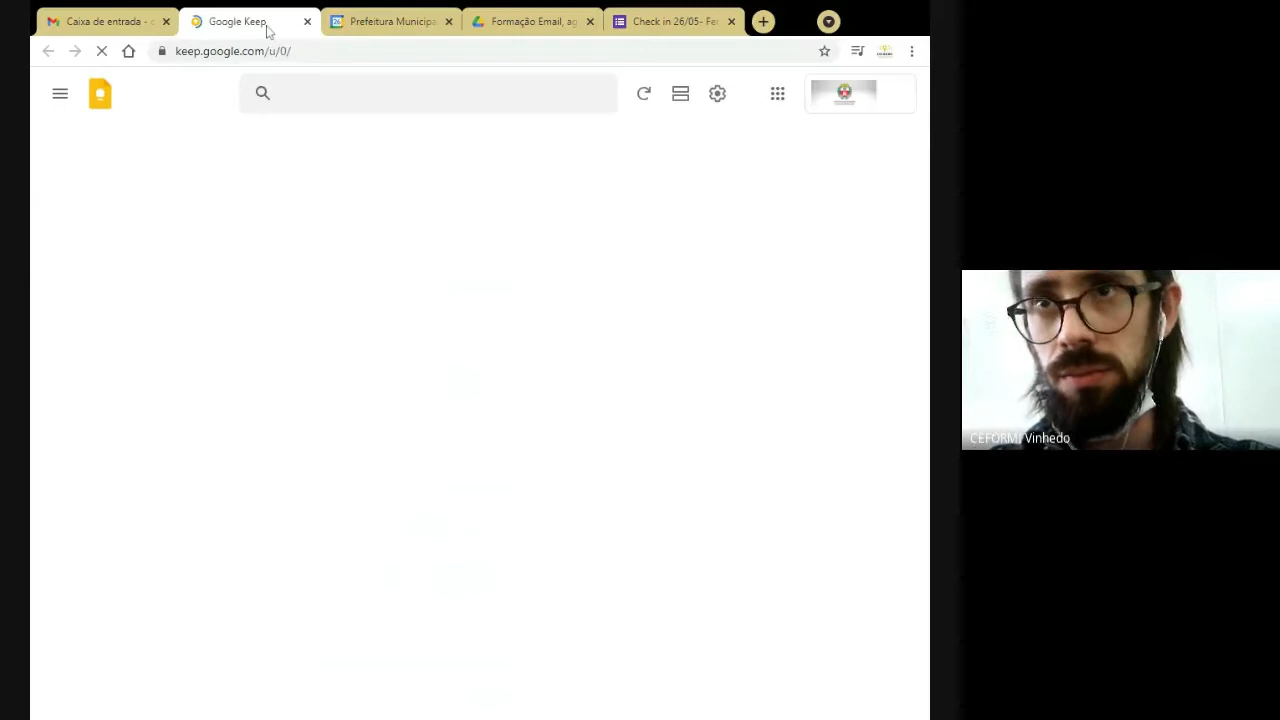 Caixa de entrada - c
Google Keep
Prefeitura Municipa
Formação Email, ag
Check in 26/05- Fer
keep.google.com/u/0/
CEFORMI Vinhedo